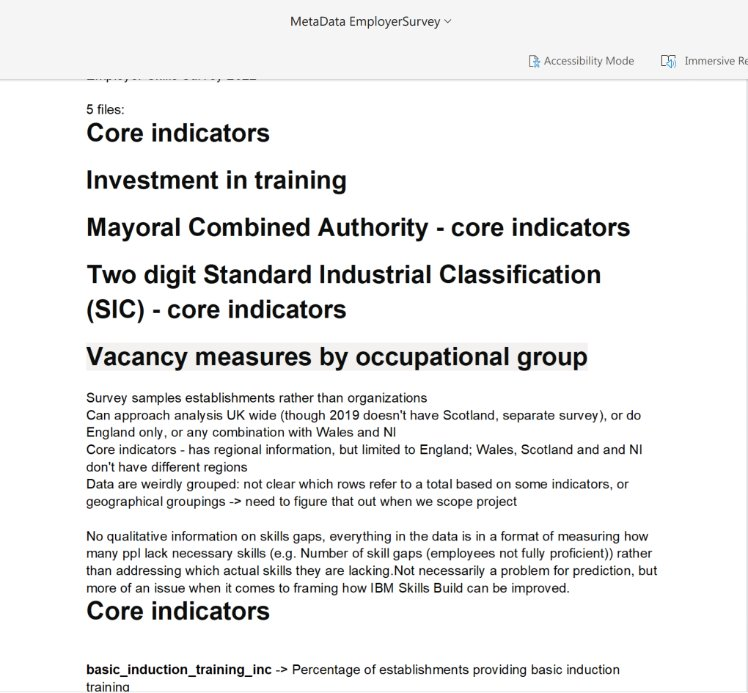 MetaData EmployerSurvey
Accessibility Mode
Immersive Re
5 files:
Core indicators
Investment in training
Mayoral Combined Authority - core indicators
Two digit Standard Industrial Classification
(SIC) - core indicators
Vacancy measures by occupational group
Survey samples establishments rather than organizations
Can approach analysis UK wide (though 2019 doesn't have Scotland, separate survey), or do
England only, or any combination with Wales and NI
Core indicators - has regional information, but limited to England; Wales, Scotland and and NI
don't have different regions
Data are weirdly grouped: not clear which rows refer to a total based on some indicators, or
geographical groupings -> need to figure that out when we scope project
No qualitative information on skills gaps, everything in the data is in a format of measuring how
many ppl lack necessary skills (e.g. Number of skill gaps (employees not fully proficient)) rather
than addressing which actual skills they are lacking.Not necessarily a problem for prediction, but
more of an issue when it comes to framing how IBM Skills Build can be improved.
Core indicators
basic_induction_training_inc -> Percentage of establishments providing basic induction
training